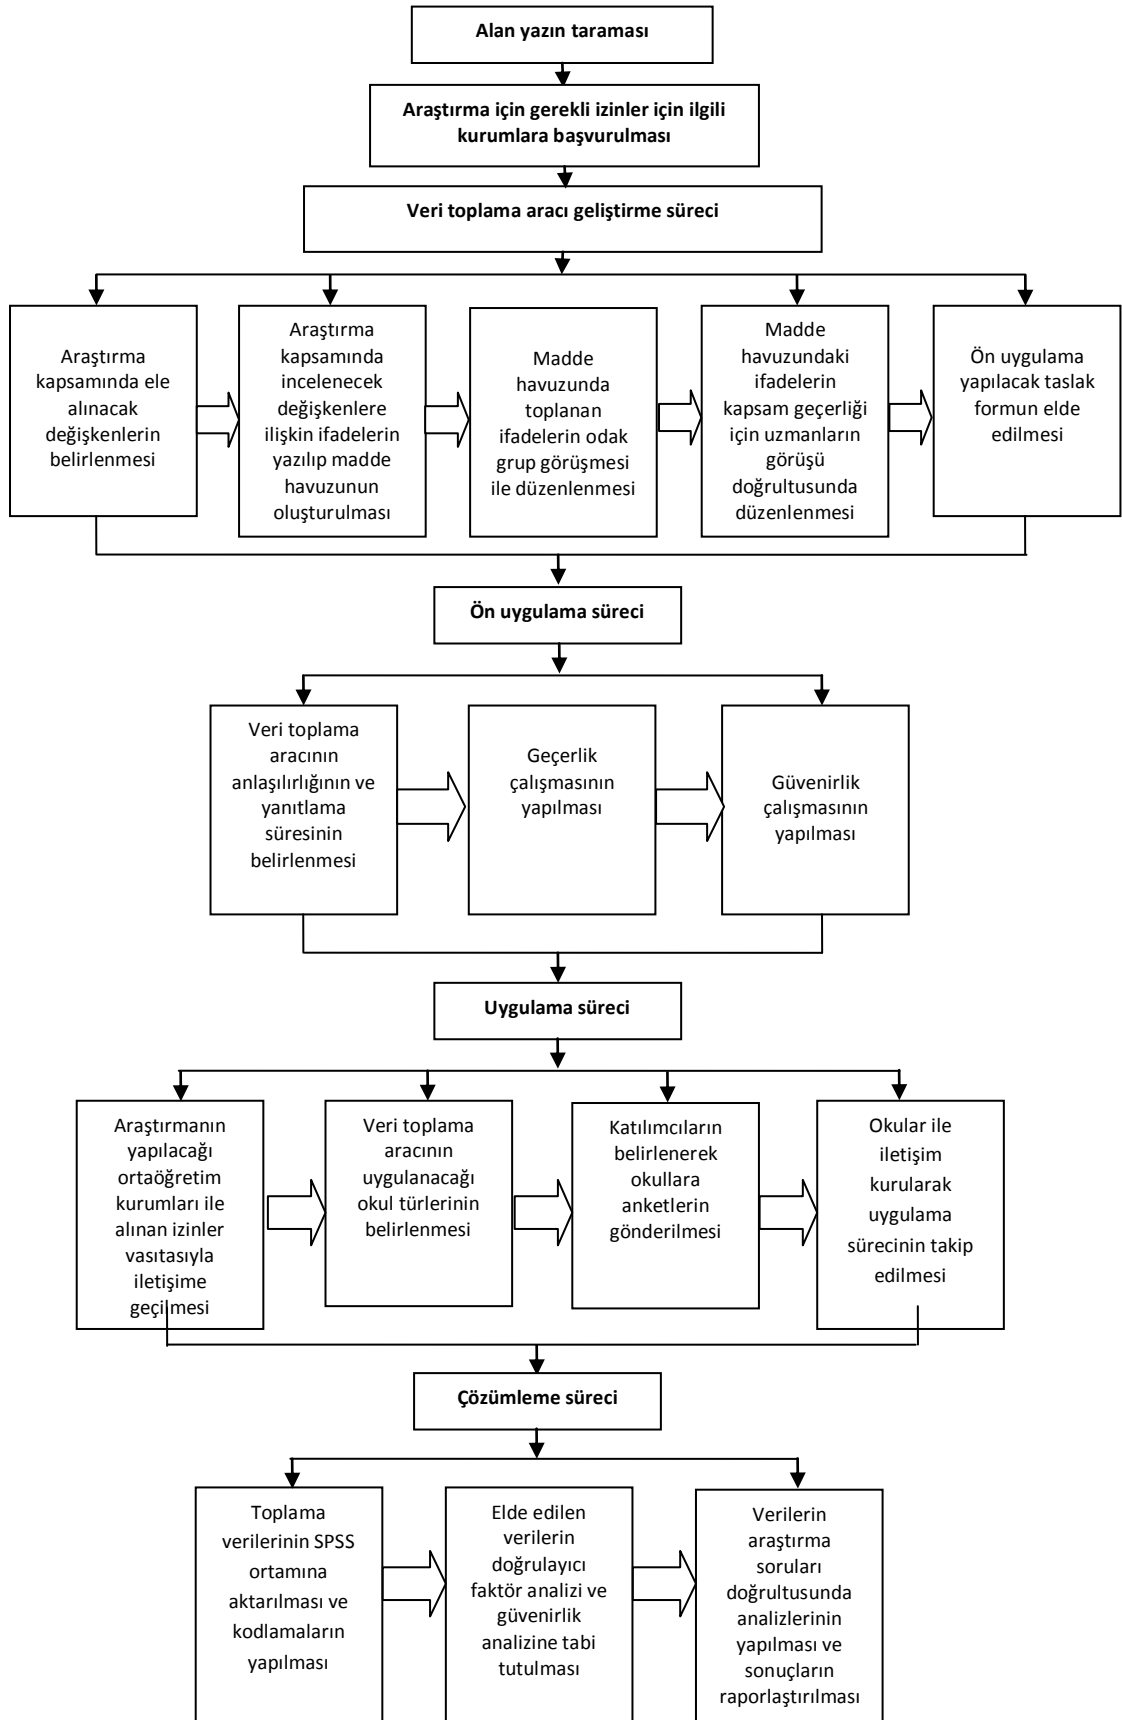 Alan yazın taraması
Araştırma için gerekli izinler için ilgili
kurumlara başvurulması
Veri toplama aracı geliştirme süreci
Araştırma
kapsamında ele
alınacak
değişkenlerin
belirlenmesi
Araştırma
kapsamında
incelenecek
değişkenlere
ilişkin ifadelerin
yazılıp madde
havuzunun
oluşturulması
Madde
havuzunda
toplanan
ifadelerin odak
grup görüşmesi
ile düzenlenmesi
Madde
havuzundaki
ifadelerin
kapsam geçerliği
için uzmanların
görüşü
doğrultusunda
düzenlenmesi
Ön uygulama
yapılacak taslak
formun elde
edilmesi
Ön uygulama süreci
Veri toplama
aracının
anlaşılırlığının ve
yanıtlama
süresinin
belirlenmesi
Geçerlik
çalışmasının
yapılması
Güvenirlik
çalışmasının
yapılması
Uygulama süreci
Araştırmanın
yapılacağı
ortaöğretim
kurumları ile
alınan izinler
vasıtasıyla
iletişime
geçilmesi
Veri toplama
aracının
uygulanacağı
okul türlerinin
belirlenmesi
Katılımcıların
belirlenerek
okullara
anketlerin
gönderilmesi
Okular ile
iletişim
kurularak
uygulama
sürecinin takip
edilmesi
Çözümleme süreci
Toplama
verilerinin SPSS
ortamına
aktarılması ve
kodlamaların
yapılması
Elde edilen
verilerin
doğrulayıcı
faktör analizi ve
güvenirlik
analizine tabi
tutulması
Verilerin
araştırma
soruları
doğrultusunda
analizlerinin
yapılması ve
sonuçların
raporlaştırılması